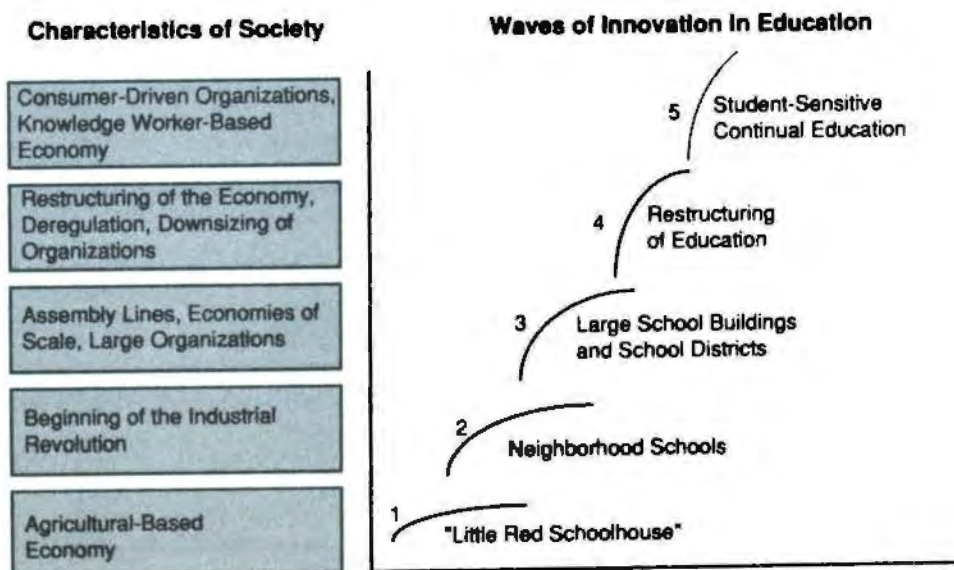 Characteristics of Society
Consumer-Driven Organizations,
Knowledge Worker-Based
Economy
Restructuring of the Economy,
Deregulation, Downsizing of
Organizations
Assembly Lines, Economies of
Scale, Large Organizations
Beginning of the Industrial
Revolution
Agricultural-Based
Economy
Waves of Innovation in Education
5
Student-Sensitive
Continual Education
4
Restructuring
of Education
3
Large School Buildings
and School Districts
2
Neighborhood Schools
1
"Little Red Schoolhouse"